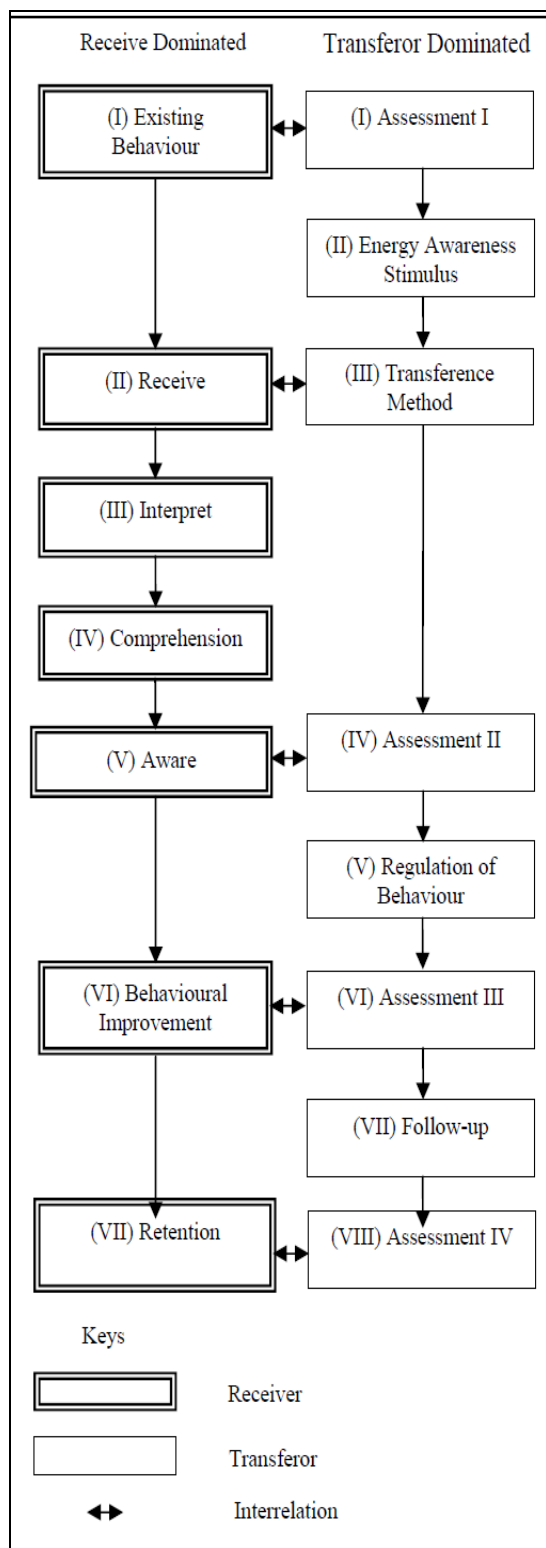 Receive Dominated
Transferor Dominated
(I) Existing
Behaviour
(I) Assessment I
(II) Energy Awareness
Stimulus
(II) Receive
(III) Transference
Method
(III) Interpret
(IV) Comprehension
(V) Aware
(IV) Assessment II
(V) Regulation of
Behaviour
(VI) Behavioural
Improvement
(VI) Assessment III
(VII) Follow-up
(VII) Retention
(VIII) Assessment IV
Keys
Receiver
Transferor
Interrelation